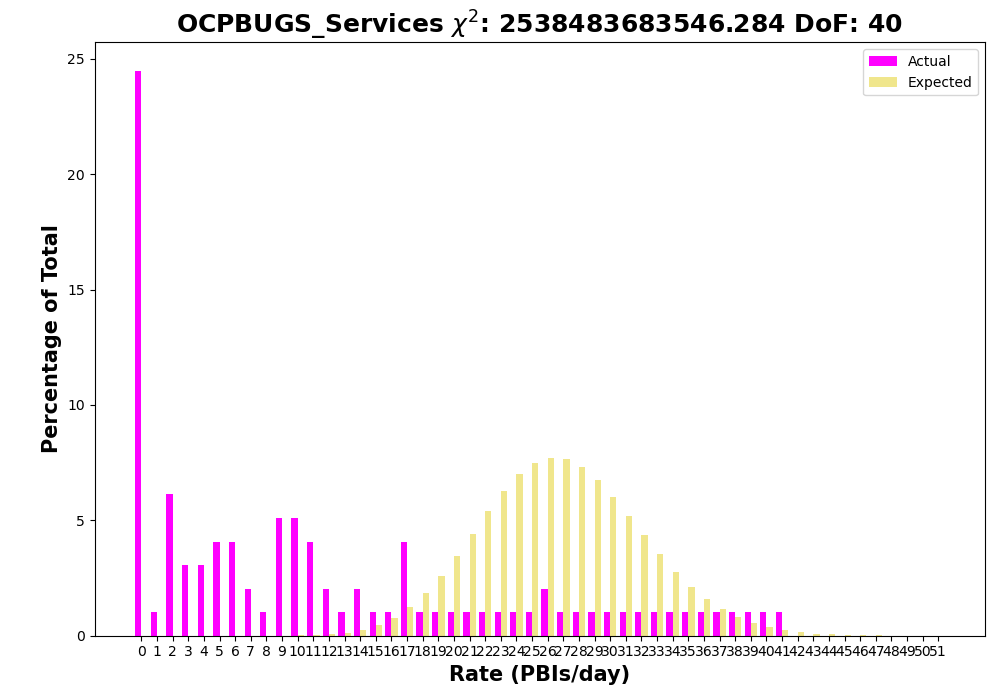 OCPBUGS_Services χ²: 2538483683546.284 DoF: 40
Actual
Expected
25
20
15
10
5
0
Percentage of Total
0 1 2 3 4 5 6 7 8 9 10 11 12 13 14 15 16 17 18 19 20 21 22 23 24 25 26 27 28 29 30 31 32 33 34 35 36 37 38 39 40 41 42 43 44 45 46 47 48 49 50 51
Rate (PBIs/day)